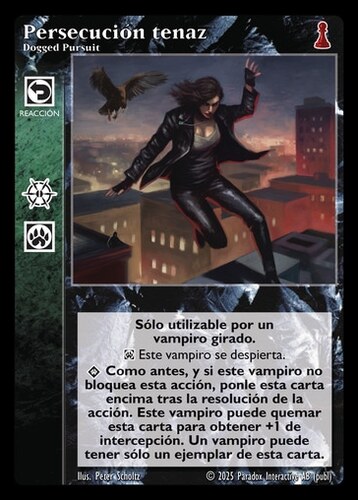 Persecución tenaz
Dogged Pursuit
REACCIÓN
Sólo utilizable por un
vampiro girado.
Este vampiro se despierta.
Como antes, y si este vampiro no
bloquea esta acción, ponle esta carta
encima tras la resolución de la
acción. Este vampiro puede quemar
esta carta para obtener +1 de
intercepción. Un vampiro puede
tener sólo un ejemplar de esta carta.
Ilus. Peter Scholtz © 2025 Paradox Interactive AB (publ)